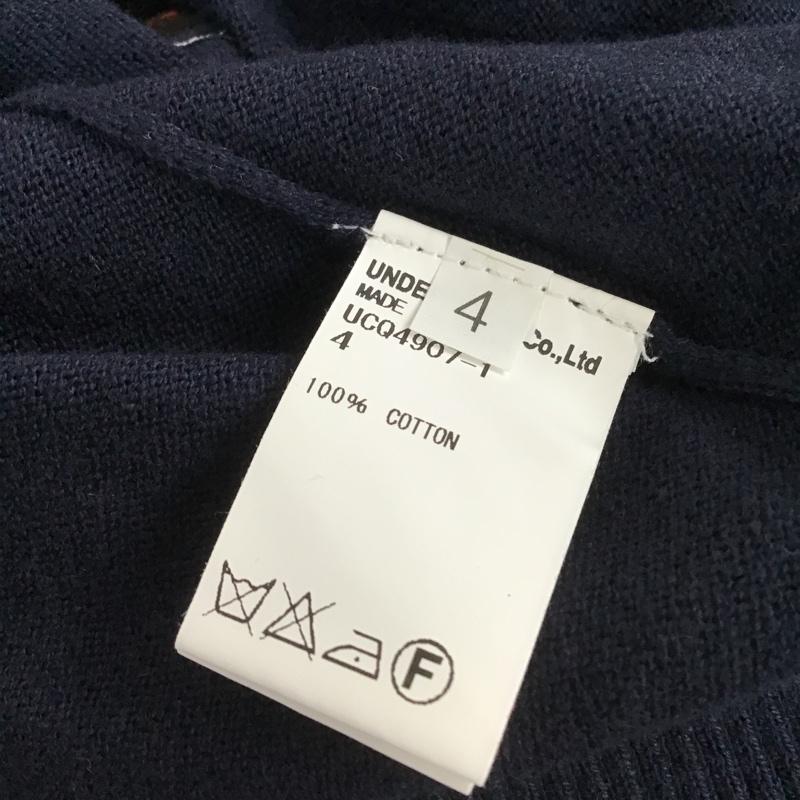 UNDE
4
Co.,Ltd
MADE
UCQ4907-1
4
100% COTTON
F